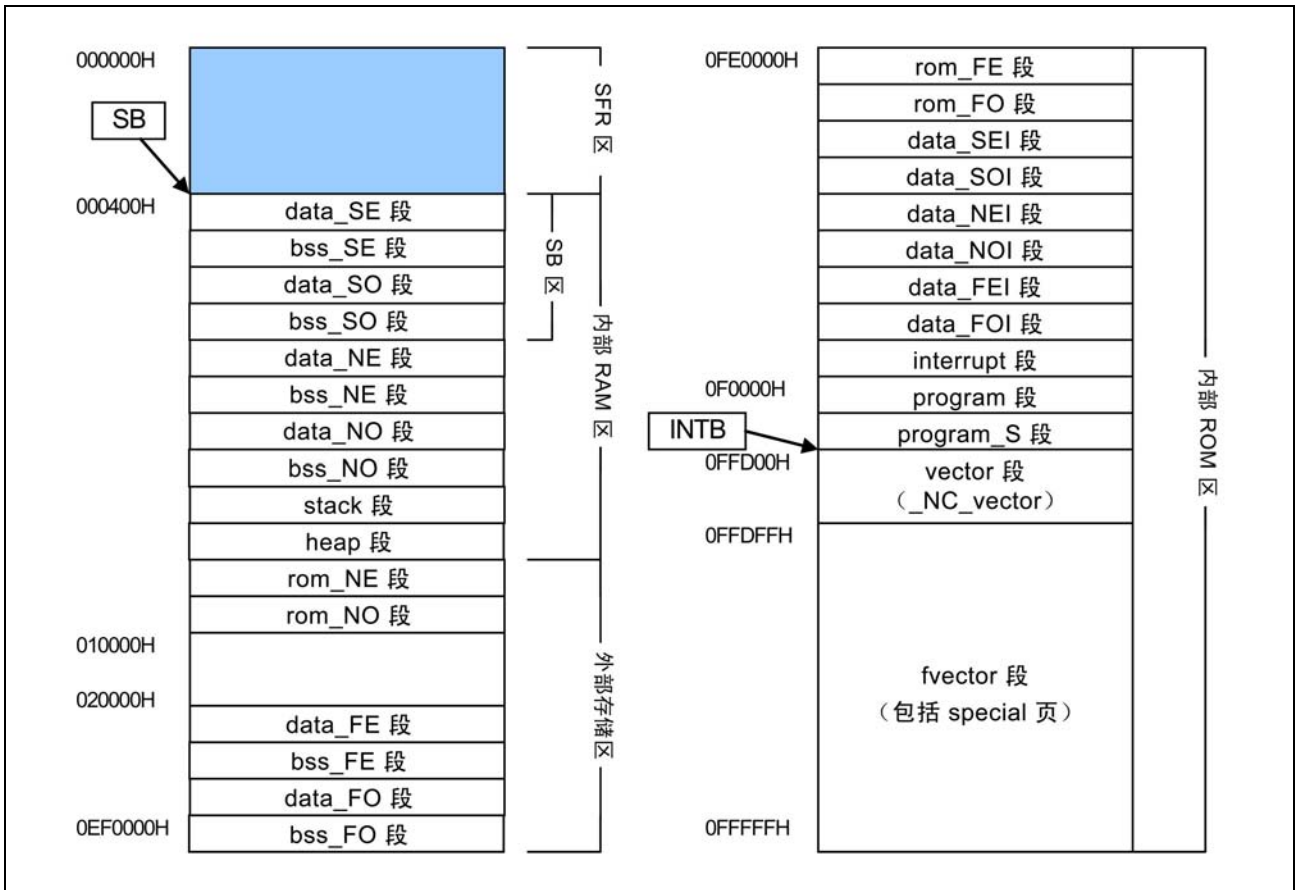 000000H
SB
000400H
data_SE 段
bss_SE 段
data_SO 段
bss_SO 段
data_NE 段
bss_NE 段
data_NO 段
bss_NO 段
stack 段
heap 段
rom_NE 段
rom_NO 段
010000H
020000H
data_FE 段
bss_FE 段
data_FO 段
0EF0000H
bss_FO 段
SFR 区
SB 区
内部 RAM 区
外部存储区
0FE0000H
rom_FE 段
rom_FO 段
data_SEI 段
data_SOI 段
data_NEI 段
data_NOI 段
data_FEI 段
data_FOI 段
interrupt 段
0F0000H
program 段
INTB
program_S 段
0FFD00H
vector 段
（_NC_vector）
0FFDFFH
fvector 段
（包括 special 页）
0FFFFFH
内部 ROM 区